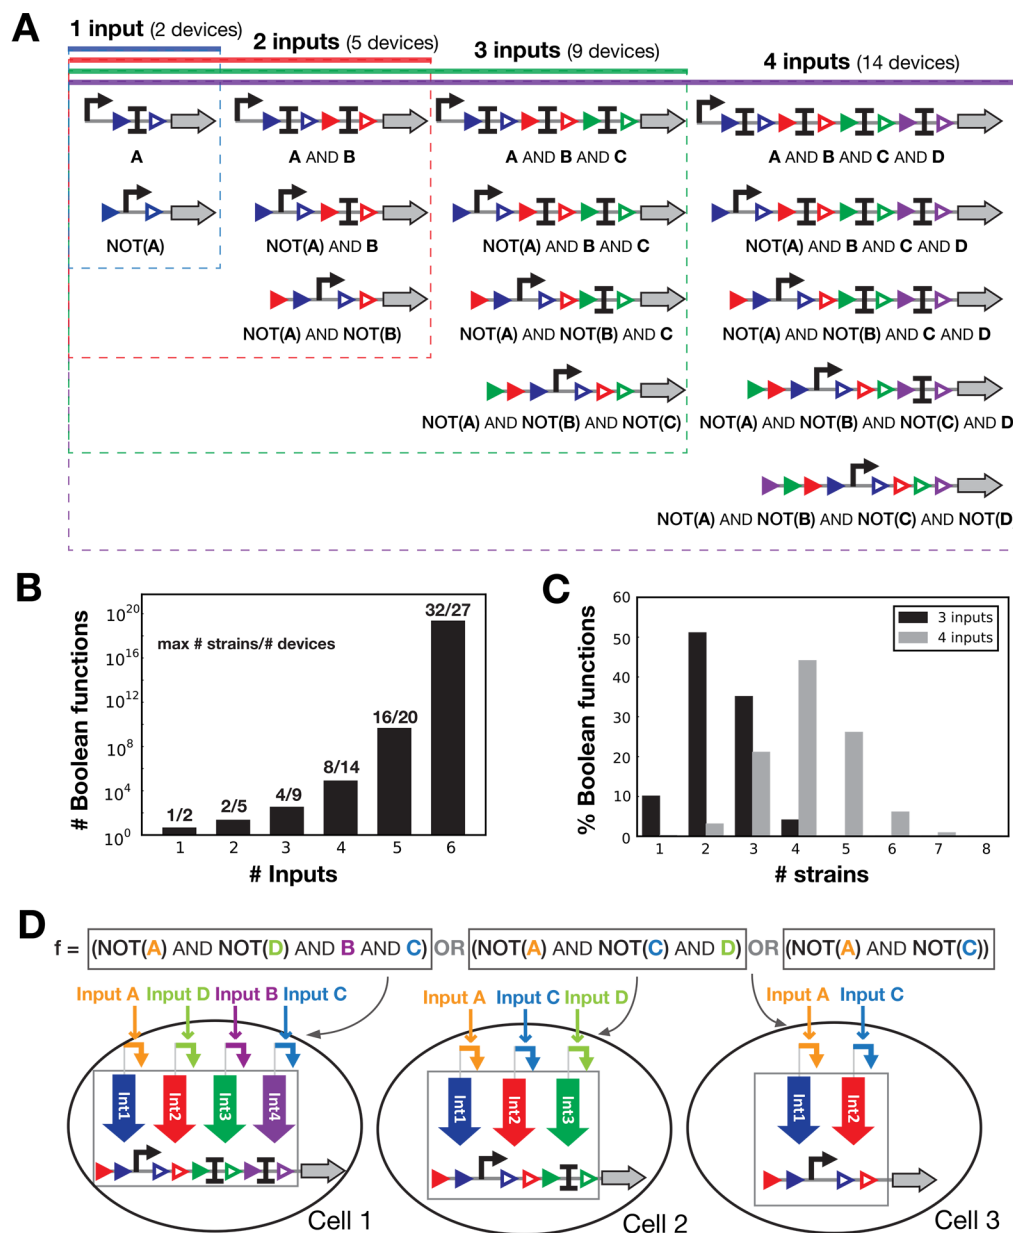 A
1 input (2 devices)
2 inputs (5 devices)
3 inputs (9 devices)
4 inputs (14 devices)
A
A AND B
A AND B AND C
A AND B AND C AND D
NOT(A)
NOT(A) AND B
NOT(A) AND B AND C
NOT(A) AND B AND C AND D
NOT(A) AND NOT(B)
NOT(A) AND NOT(B) AND C
NOT(A) AND NOT(B) AND C AND D
NOT(A) AND NOT(B) AND NOT(C)
NOT(A) AND NOT(B) AND NOT(C) AND D
NOT(A) AND NOT(B) AND NOT(C) AND NOT(D
B
# Boolean functions
10^20
10^16
10^12
10^8
10^4
10^0
max # strains/# devices
1/2
2/5
4/9
8/14
16/20
32/27
1 2 3 4 5 6
# Inputs
C
% Boolean functions
60
50
40
30
20
10
0
3 inputs
4 inputs
1 2 3 4 5 6 7 8
# strains
D
f = (NOT(A) AND NOT(D) AND B AND C) OR (NOT(A) AND NOT(C) AND D) OR (NOT(A) AND NOT(C))
Input A Input D Input B Input C
Int1 Int2 Int3 Int4
Cell 1
Input A Input C Input D
Int1 Int2 Int3
Cell 2
Input A Input C
Int1 Int2
Cell 3